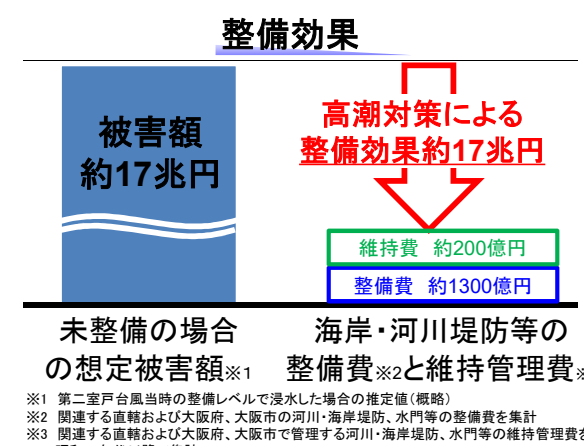 整備効果
被害額
約17兆円
高潮対策による
整備効果約17兆円
維持費 約200億円
整備費 約1300億円
未整備の場合
の想定被害額※1
海岸・河川堤防等の
整備費※2と維持管理費※
※1 第二室戸台風当時の整備レベルで浸水した場合の推定値(概略)
※2 関連する直轄および大阪府、大阪市の河川・海岸堤防、水門等の整備費を集計
※3 関連する直轄および大阪府、大阪市で管理する河川・海岸堤防、水門等の維持管理費を